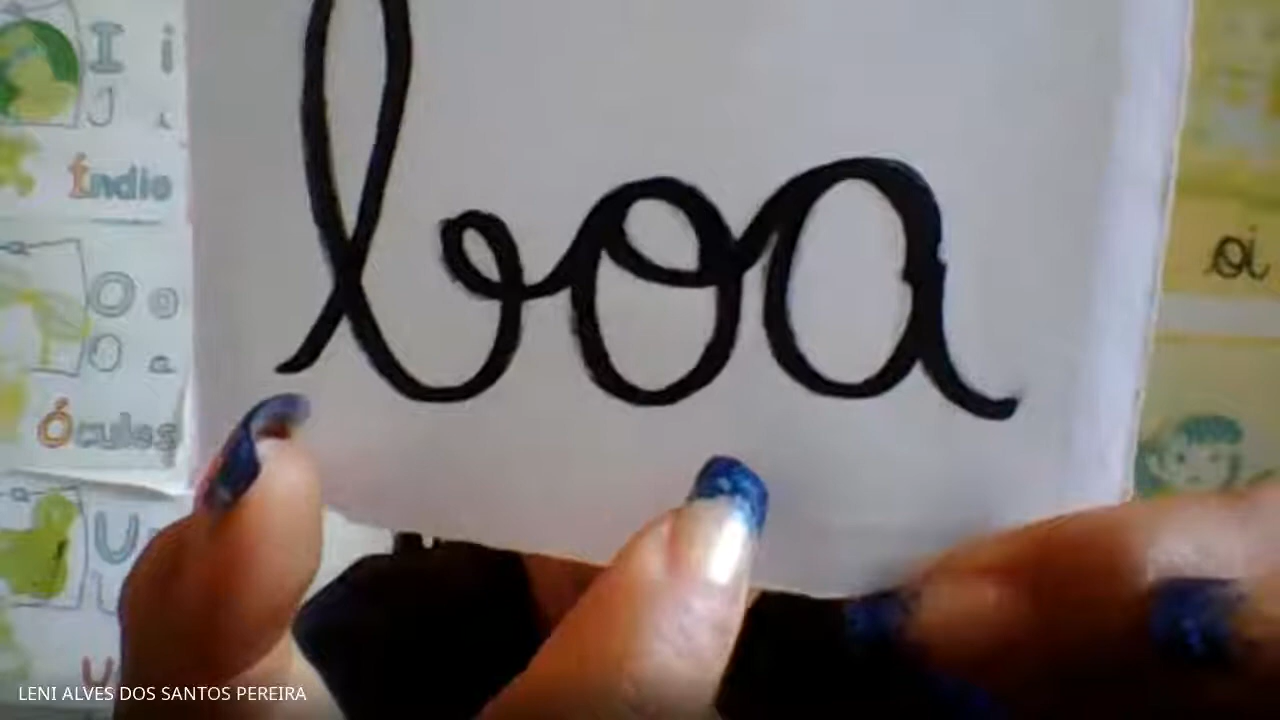 I i
Índio
O o
Óculos
U
boa
oi
LENI ALVES DOS SANTOS PEREIRA